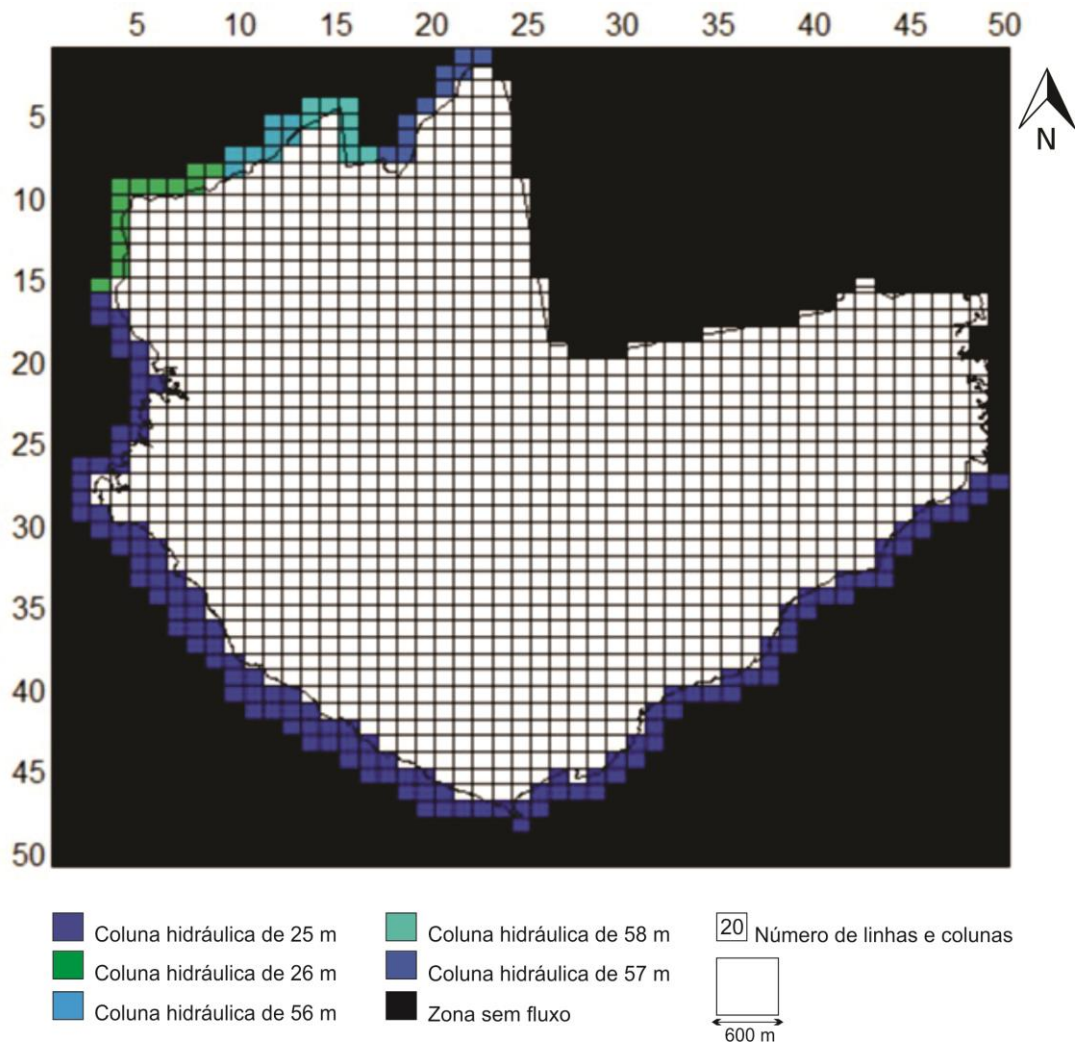 5 10 15 20 25 30 35 40 45 50
5
10
15
20
25
30
35
40
45
50
N
Coluna hidráulica de 25 m
Coluna hidráulica de 26 m
Coluna hidráulica de 56 m
Coluna hidráulica de 58 m
Coluna hidráulica de 57 m
Zona sem fluxo
20 Número de linhas e colunas
600 m